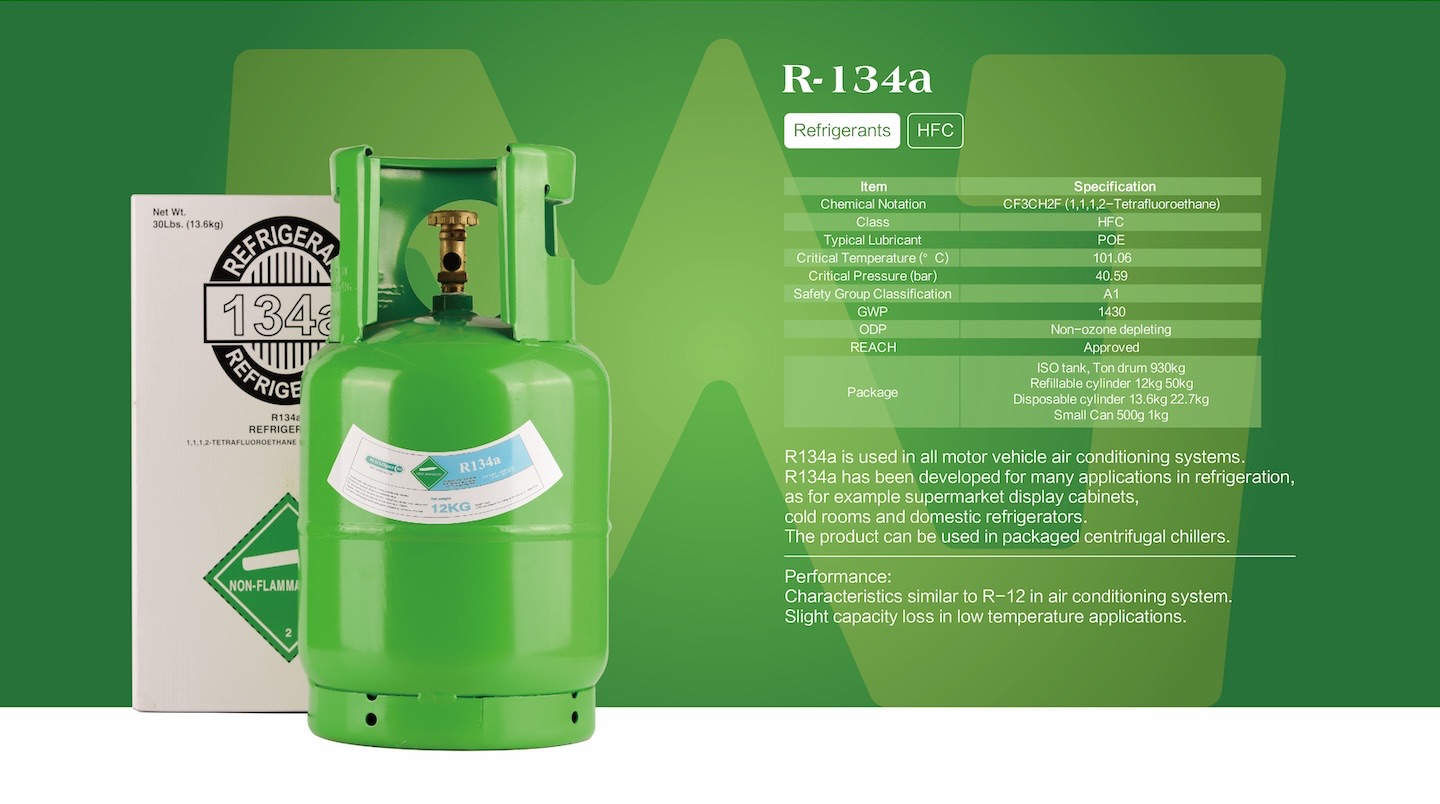 R-134a
Refrigerants HFC
Item Specification
Chemical Notation CF3CH2F (1,1,1,2-Tetrafluoroethane)
Class HFC
Typical Lubricant POE
Critical Temperature (° C) 101.06
Critical Pressure (bar) 40.59
Safety Group Classification A1
GWP 1430
ODP Non-ozone depleting
REACH Approved
Package
ISO tank, Ton drum 930kg
Refillable cylinder 12kg 50kg
Disposable cylinder 13.6kg 22.7kg
Small Can 500g 1kg
R134a is used in all motor vehicle air conditioning systems.
R134a has been developed for many applications in refrigeration,
as for example supermarket display cabinets,
cold rooms and domestic refrigerators.
The product can be used in packaged centrifugal chillers.
Performance:
Characteristics similar to R-12 in air conditioning system.
Slight capacity loss in low temperature applications.
Net Wt.
30Lbs. (13.6kg)
REFRIGERA
134a
REFRIGE
R134a
REFRIGER
1,1,1,2-TETRAFLUOROETHANE
NON-FLAMMA
2
R134a
12KG